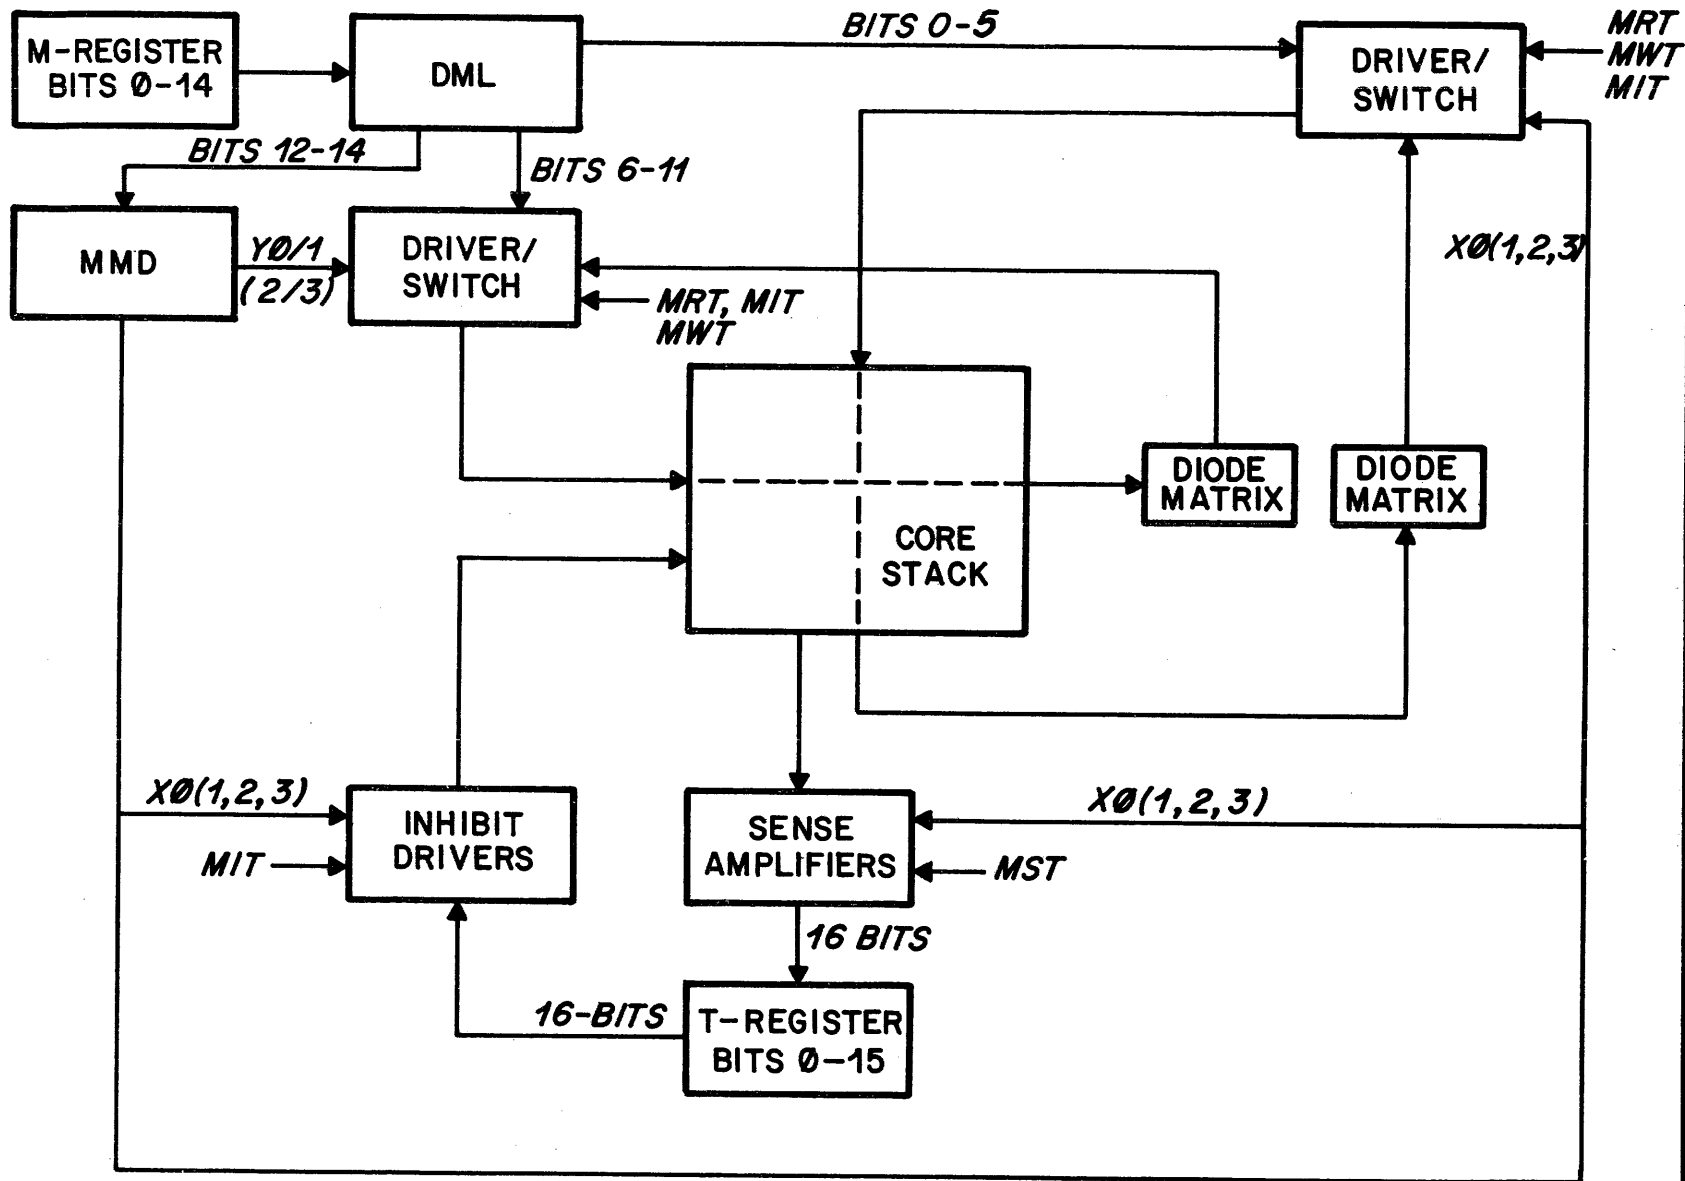 M-REGISTER
BITS Ø-14
DML
BITS 0-5
DRIVER/
SWITCH
MRT
MWT
MIT
BITS 12-14
BITS 6-11
MMD
YØ/1
(2/3)
DRIVER/
SWITCH
MRT, MIT
MWT
XØ(1,2,3)
DIODE
MATRIX
DIODE
MATRIX
CORE
STACK
XØ(1,2,3)
INHIBIT
DRIVERS
MIT
SENSE
AMPLIFIERS
XØ(1,2,3)
MST
16 BITS
16-BITS
T-REGISTER
BITS Ø-15